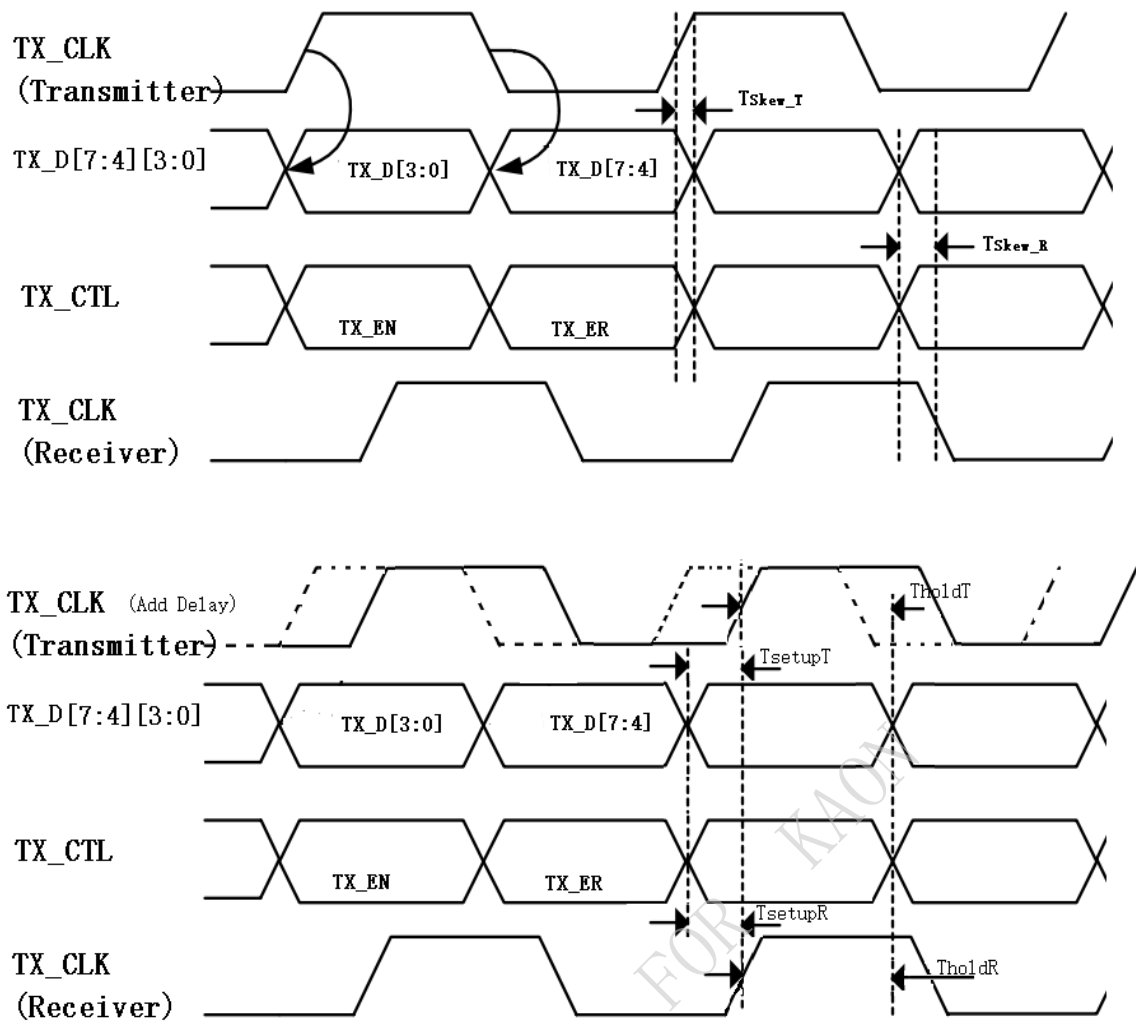 TX_CLK
(Transmitter)
Tskew_T
TX_D[7:4][3:0]
TX_D[3:0]
TX_D[7:4]
Tskew_R
TX_CTL
TX_EN
TX_ER
TX_CLK
(Receiver)
TX_CLK (Add Delay)
(Transmitter)
TholdT
TsetupT
TX_D[7:4][3:0]
TX_D[3:0]
TX_D[7:4]
TX_CTL
TX_EN
TX_ER
TsetupR
TX_CLK
(Receiver)
TholdR
FOR KAON